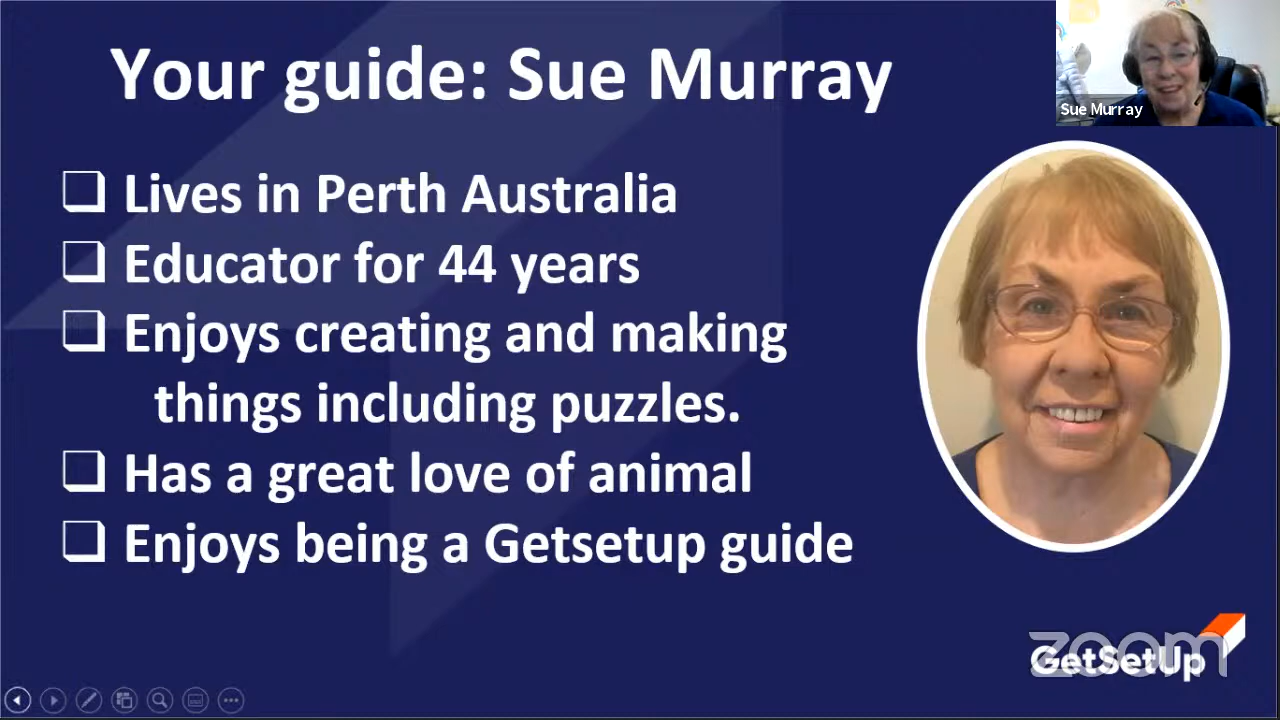 Your guide: Sue Murray
Sue Murray
❑ Lives in Perth Australia
❑ Educator for 44 years
❑ Enjoys creating and making
things including puzzles.
❑ Has a great love of animal
❑ Enjoys being a Getsetup guide
zoom
GetSetUp